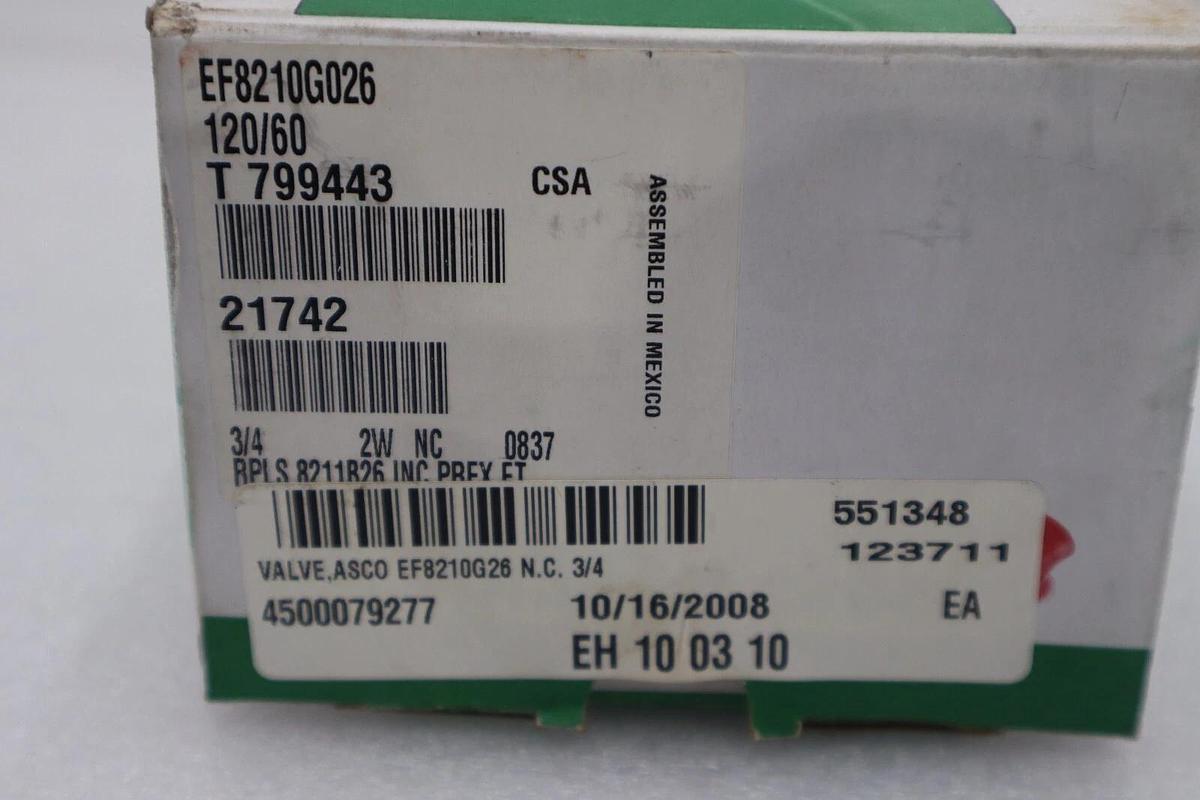 EF8210G026
120/60
T 799443
CSA
ASSEMBLED IN MEXICO
21742
3/4 2W NC 0837
RPLS 8211B26 INC PREX ET
551348
123711
VALVE,ASCO EF8210G26 N.C. 3/4
4500079277 10/16/2008 EA
EH 10 03 10